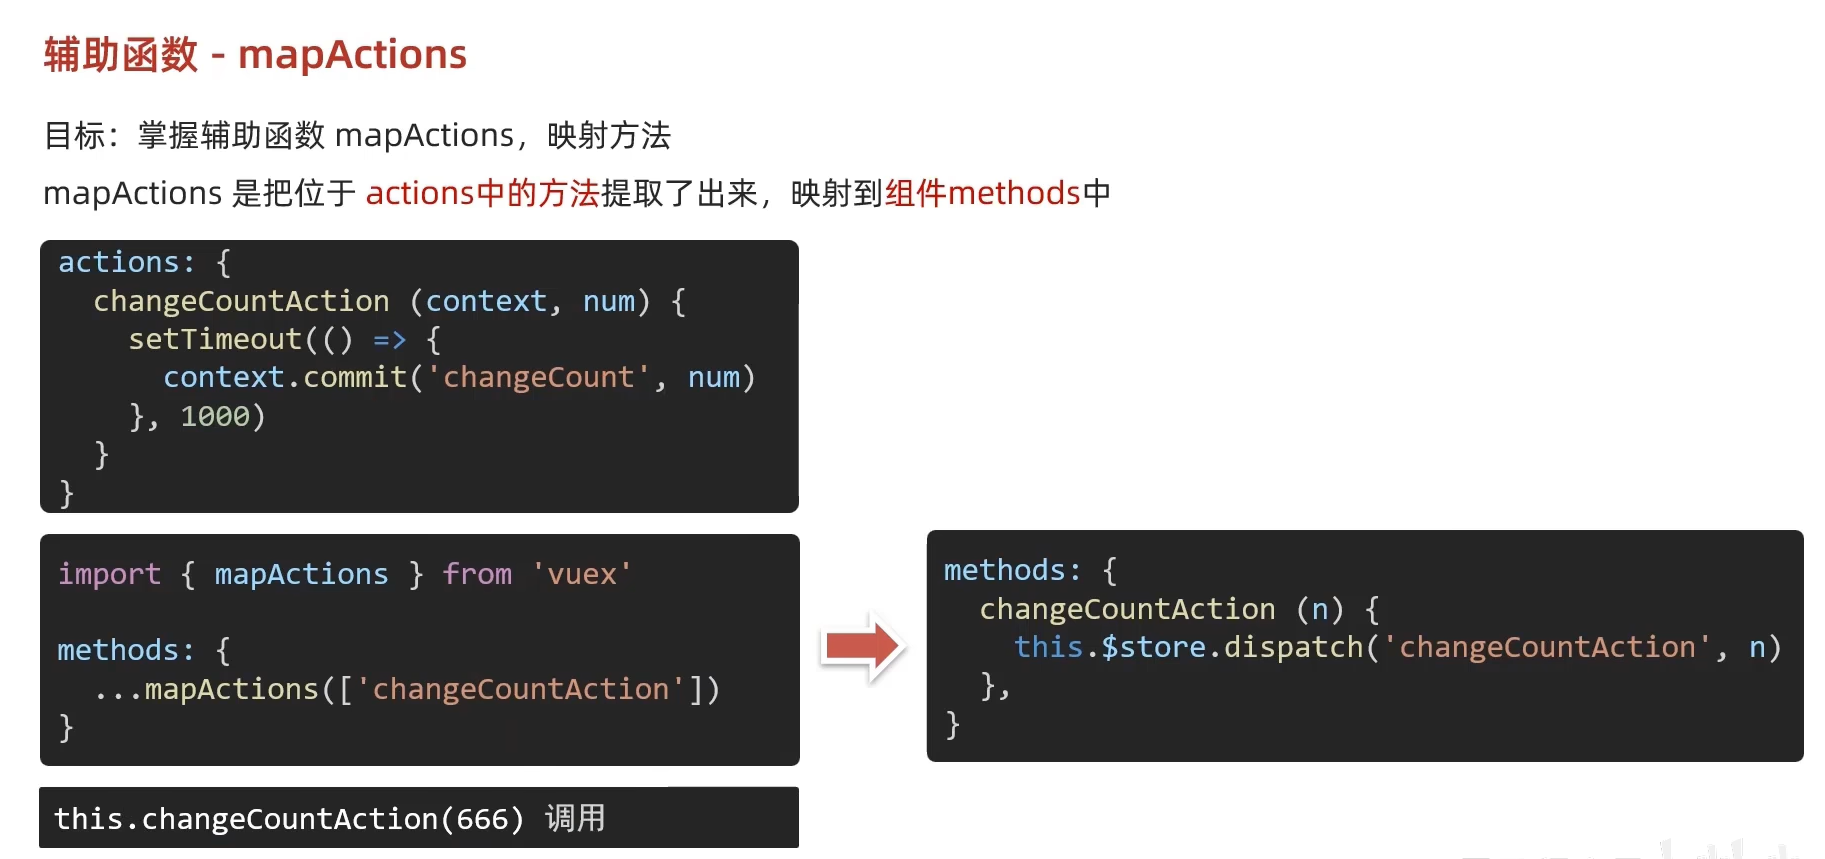 辅助函数 - mapActions
目标：掌握辅助函数 mapActions，映射方法
mapActions 是把位于 actions中的方法提取了出来，映射到组件methods中
actions: {
  changeCountAction (context, num) {
    setTimeout(() => {
      context.commit('changeCount', num)
    }, 1000)
  }
}
import { mapActions } from 'vuex'
methods: {
  ...mapActions(['changeCountAction'])
}
methods: {
  changeCountAction (n) {
    this.$store.dispatch('changeCountAction', n)
  },
}
this.changeCountAction(666) 调用